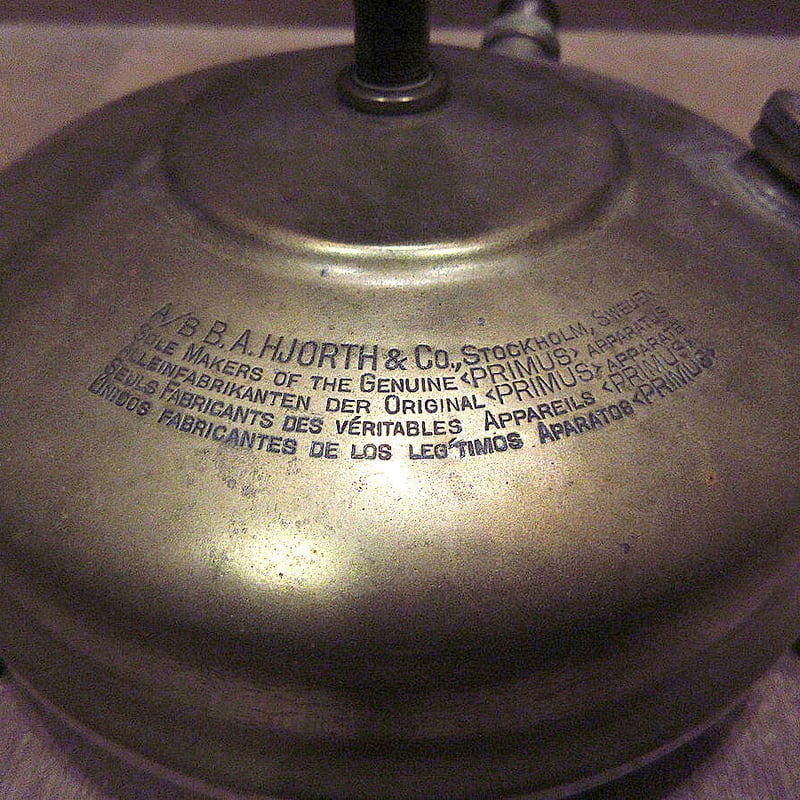 A/B B.A. HJORTH & Co., STOCKHOLM, SWEDEN
SOLE MAKERS OF THE GENUINE <PRIMUS> APPARATUS
ALLEINFABRIKANTEN DER ORIGINAL <PRIMUS> APPARATE
SEULS FABRICANTS DES VÉRITABLES APPAREILS <PRIMUS>
UNICOS FABRICANTES DE LOS LEGÍTIMOS APARATOS <PRIMUS>